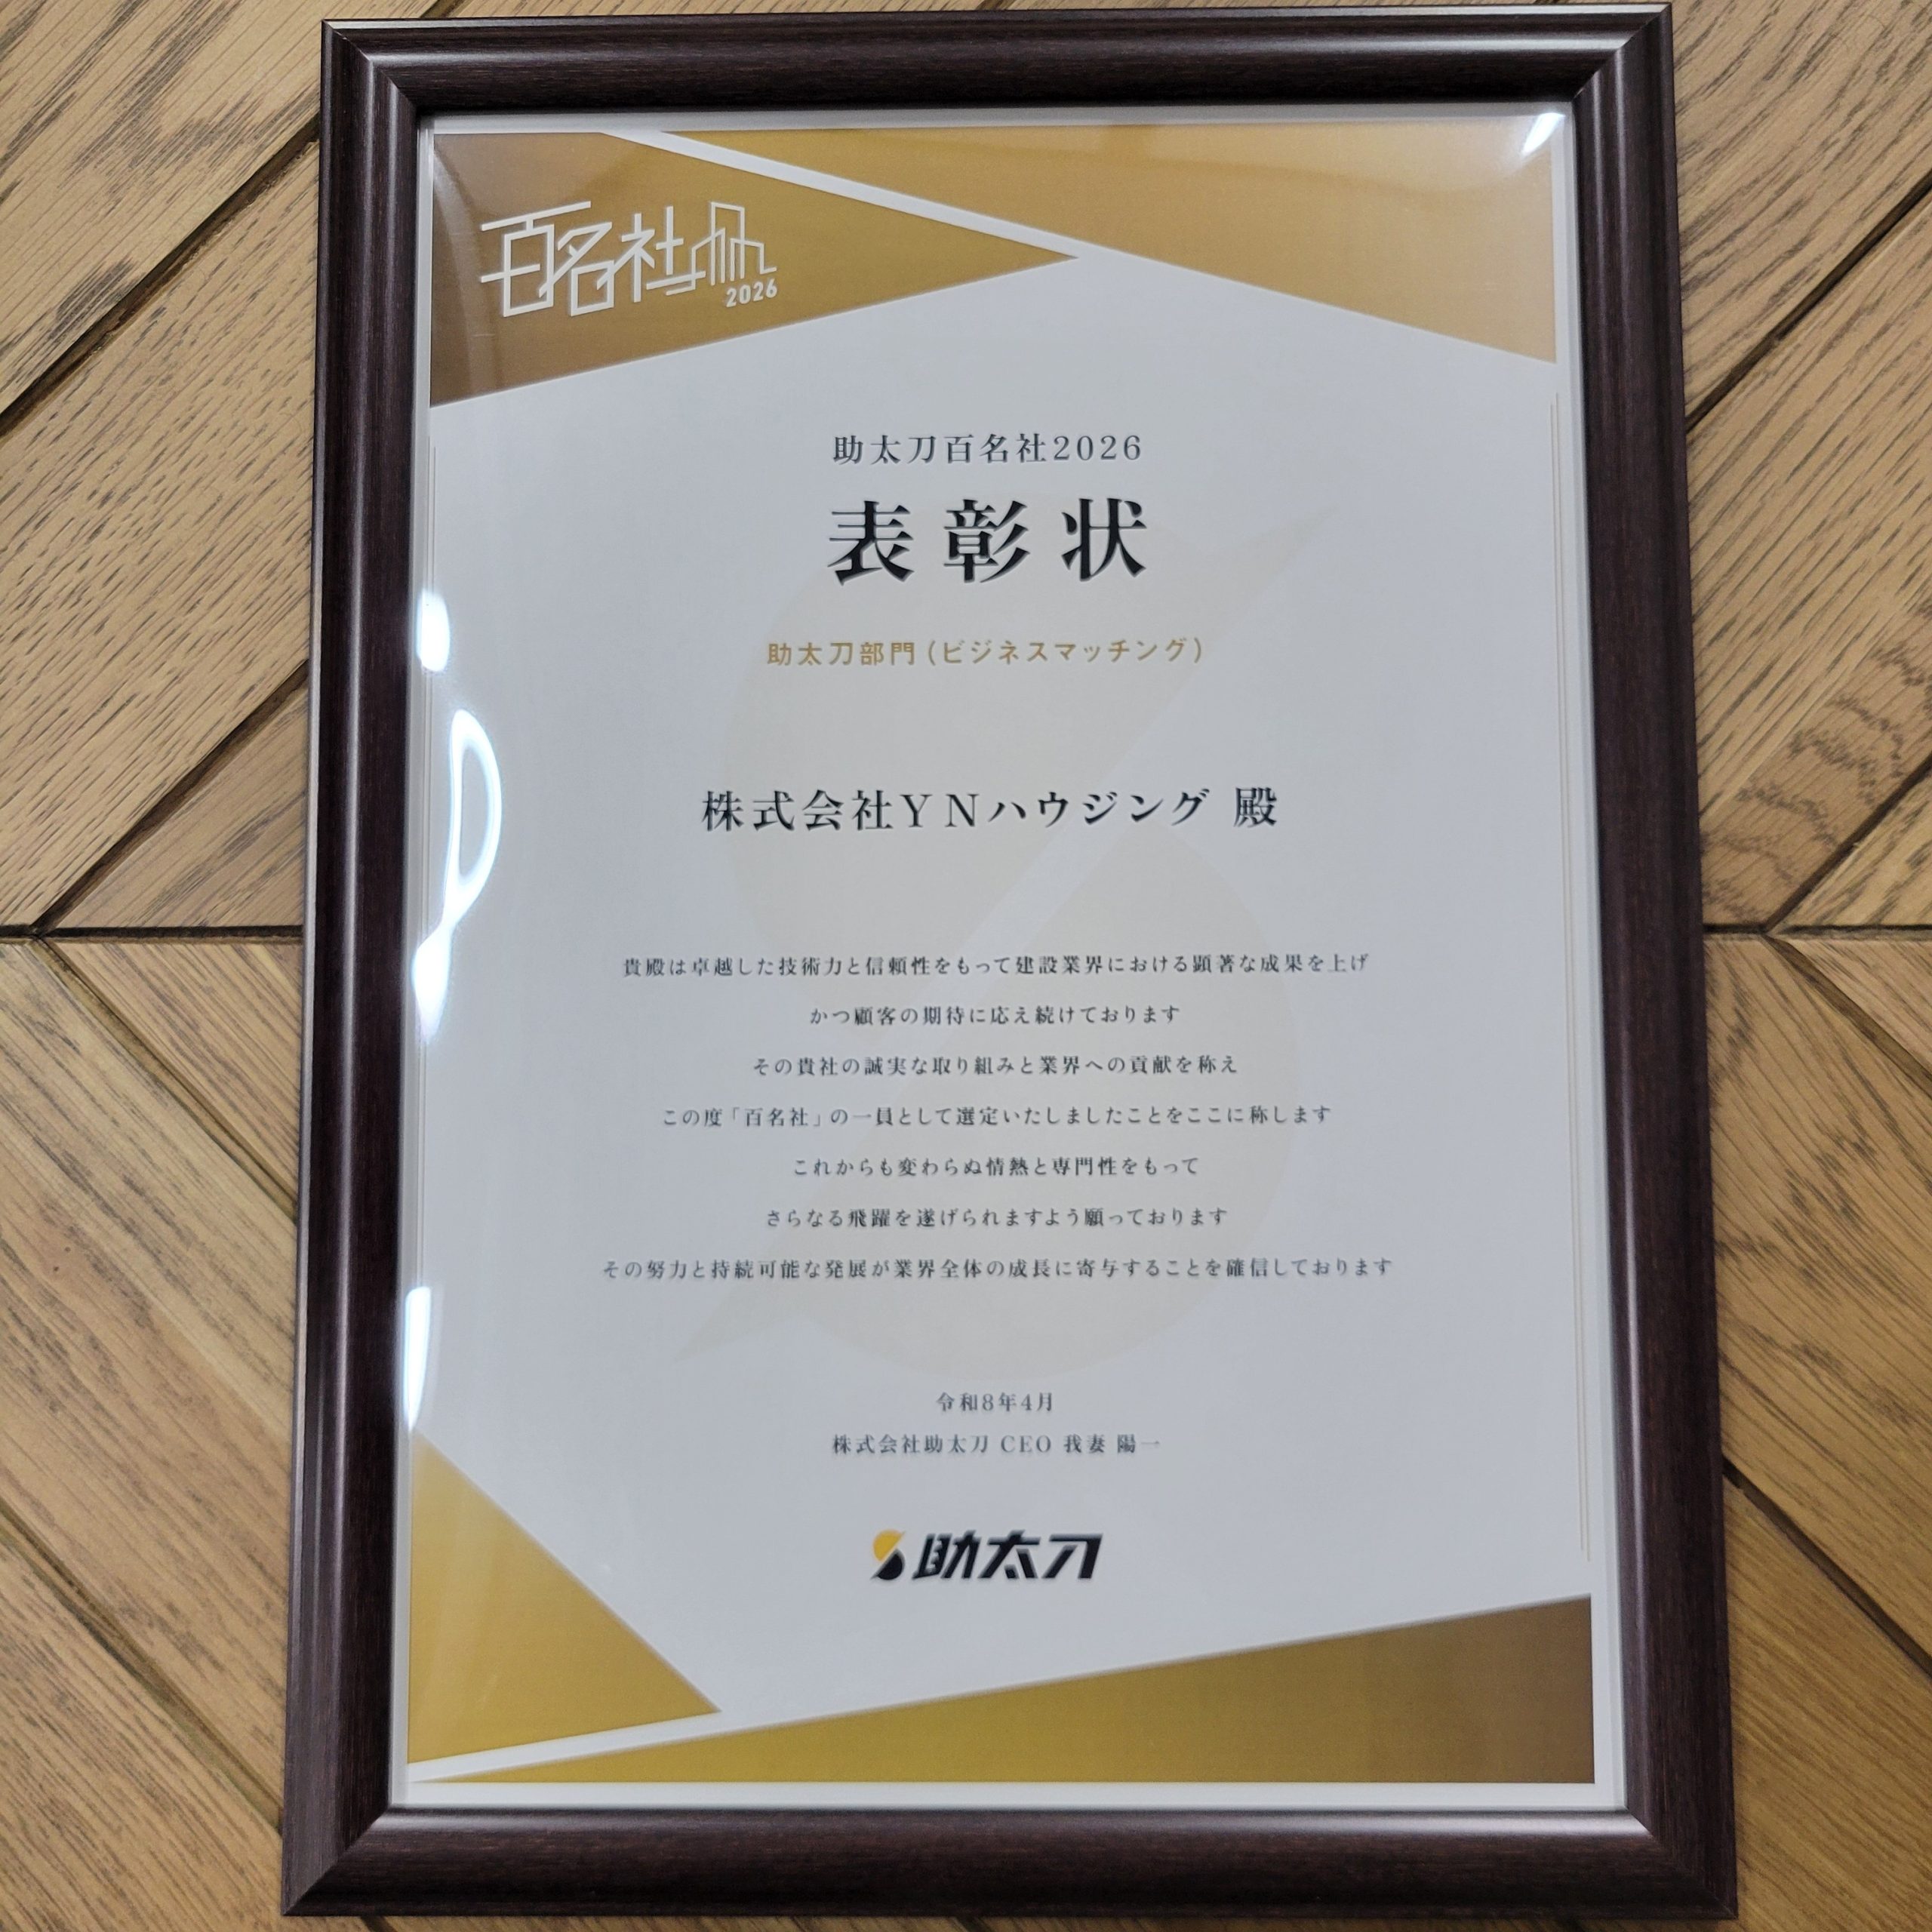 百名社
2026
助太刀百名社2026
表彰状
助太刀部門(ビジネスマッチング)
株式会社YNハウジング 殿
貴殿は卓越した技術力と信頼性をもって建設業界における顕著な成果を上げ
かつ顧客の期待に応え続けております
その貴社の誠実な取り組みと業界への貢献を称え
この度「百名社」の一員として選定いたしましたことをここに称します
これからも変わらぬ情熱と専門性をもって
さらなる飛躍を遂げられますよう願っております
その努力と持続可能な発展が業界全体の成長に寄与することを確信しております
令和8年4月
株式会社助太刀 CEO 我妻 陽一
助太刀